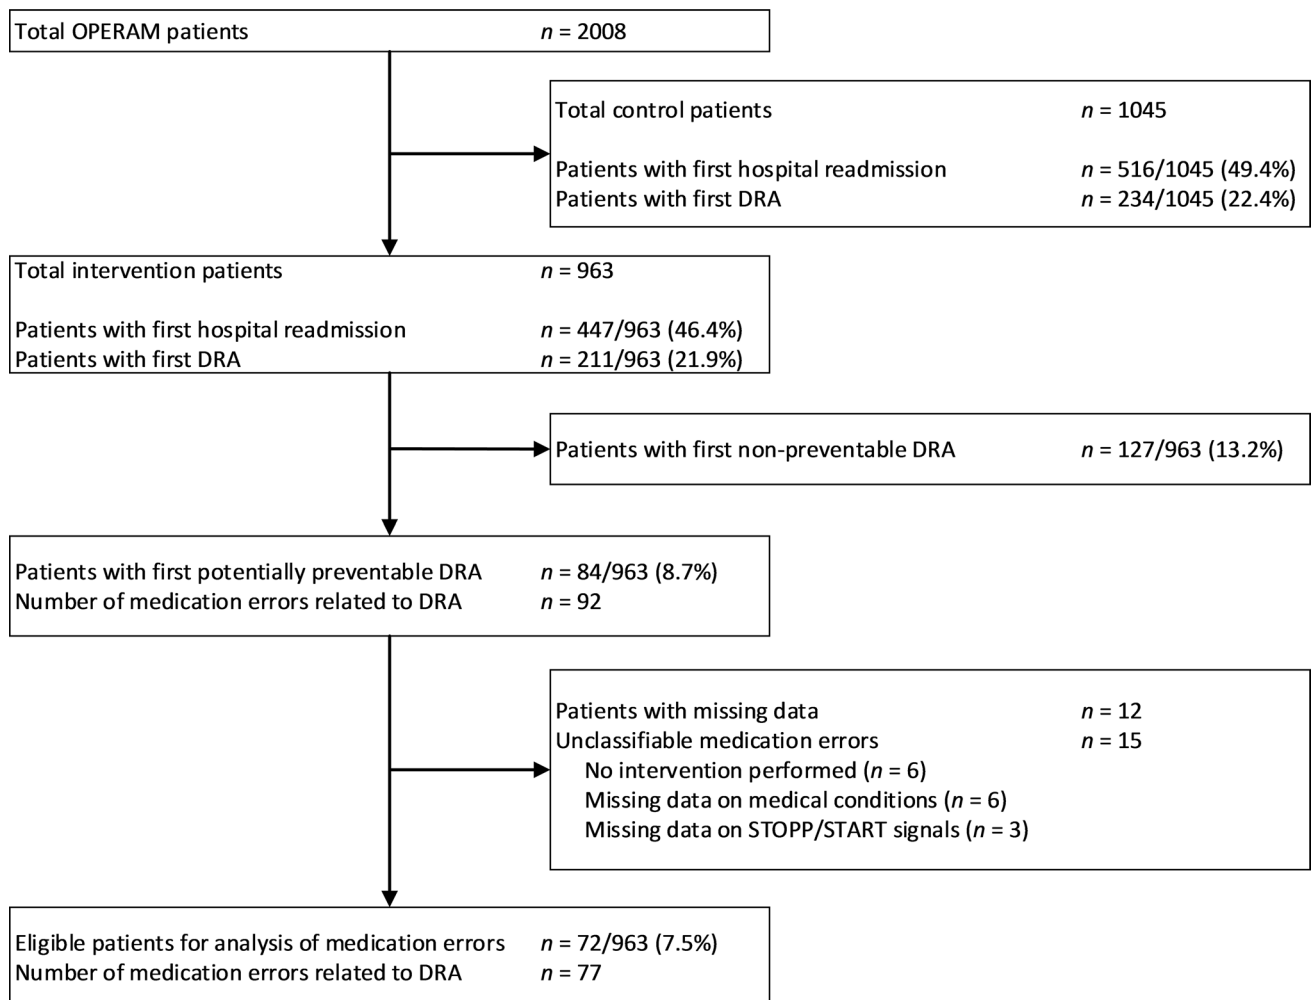 Total OPERAM patients n = 2008
Total control patients n = 1045
Patients with first hospital readmission n = 516/1045 (49.4%)
Patients with first DRA n = 234/1045 (22.4%)
Total intervention patients n = 963
Patients with first hospital readmission n = 447/963 (46.4%)
Patients with first DRA n = 211/963 (21.9%)
Patients with first non-preventable DRA n = 127/963 (13.2%)
Patients with first potentially preventable DRA n = 84/963 (8.7%)
Number of medication errors related to DRA n = 92
Patients with missing data n = 12
Unclassifiable medication errors n = 15
No intervention performed (n = 6)
Missing data on medical conditions (n = 6)
Missing data on STOPP/START signals (n = 3)
Eligible patients for analysis of medication errors n = 72/963 (7.5%)
Number of medication errors related to DRA n = 77